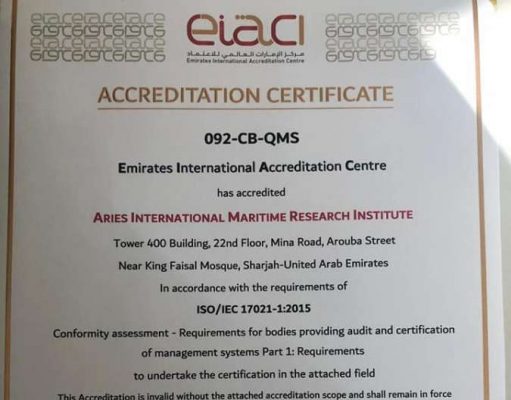 eiaci
مركز الإمارات العالمي للاعتماد
Emirates International Accreditation Centre
ACCREDITATION CERTIFICATE
092-CB-QMS
Emirates International Accreditation Centre
has accredited
ARIES INTERNATIONAL MARITIME RESEARCH INSTITUTE
Tower 400 Building, 22nd Floor, Mina Road, Arouba Street
Near King Faisal Mosque, Sharjah-United Arab Emirates
In accordance with the requirements of
ISO/IEC 17021-1:2015
Conformity assessment - Requirements for bodies providing audit and certification
of management systems Part 1: Requirements
to undertake the certification in the attached field
This Accreditation is invalid without the attached accreditation scope and shall remain in force